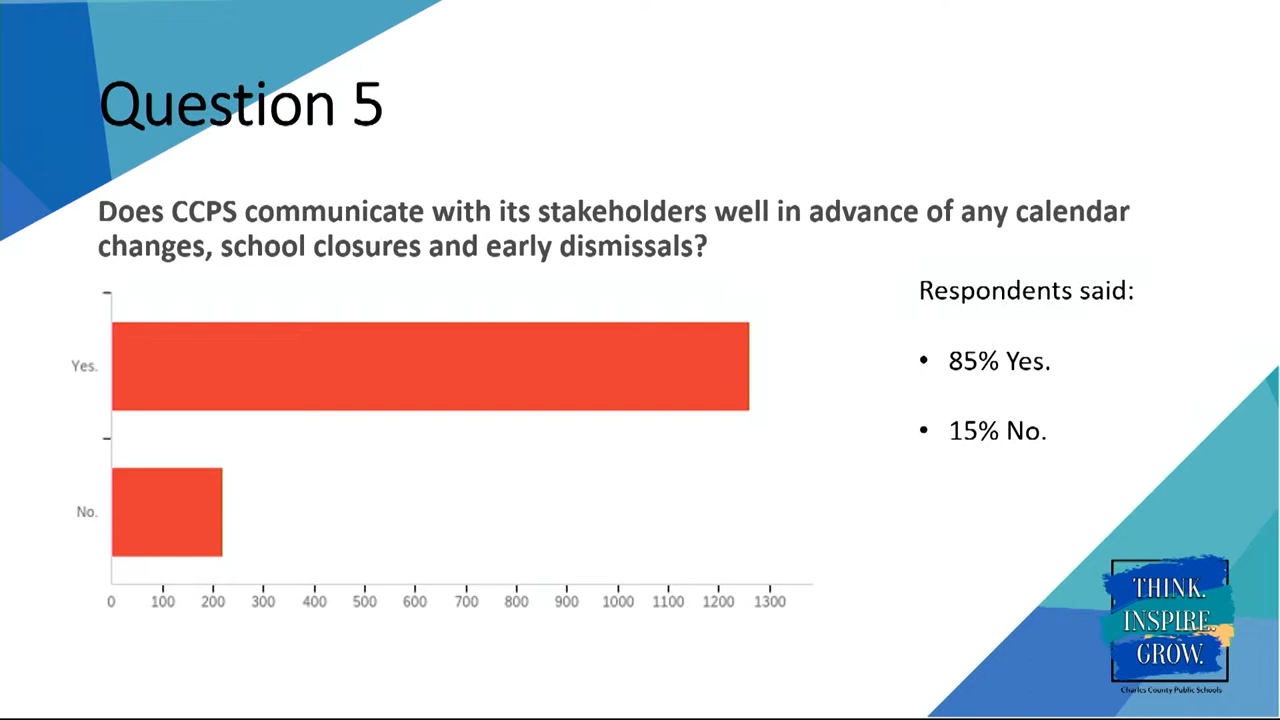 Question 5
Does CCPS communicate with its stakeholders well in advance of any calendar
changes, school closures and early dismissals?
Respondents said:
• 85% Yes.
• 15% No.
Yes.
No.
0 100 200 300 400 500 600 700 800 900 1000 1100 1200 1300
THINK.
INSPIRE.
GROW.
Charles County Public Schools